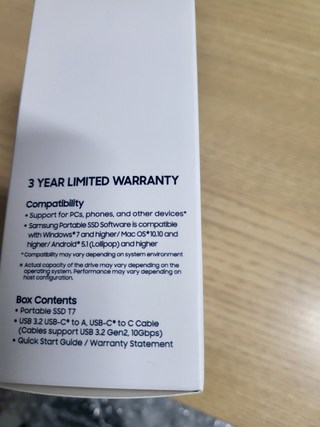 3 YEAR LIMITED WARRANTY
Compatibility
• Support for PCs, phones, and other devices*
• Samsung Portable SSD Software is compatible
with Windows® 7 and higher/ Mac OS® 10.10 and
higher/ Android® 5.1 (Lollipop) and higher
* Compatibility may vary depending on system environment
※ Actual capacity of the drive may vary depending on the
operating system. Performance may vary depending on
host configuration.
Box Contents
• Portable SSD T7
• USB 3.2 USB-C® to A, USB-C® to C Cable
(Cables support USB 3.2 Gen2, 10Gbps)
• Quick Start Guide / Warranty Statement